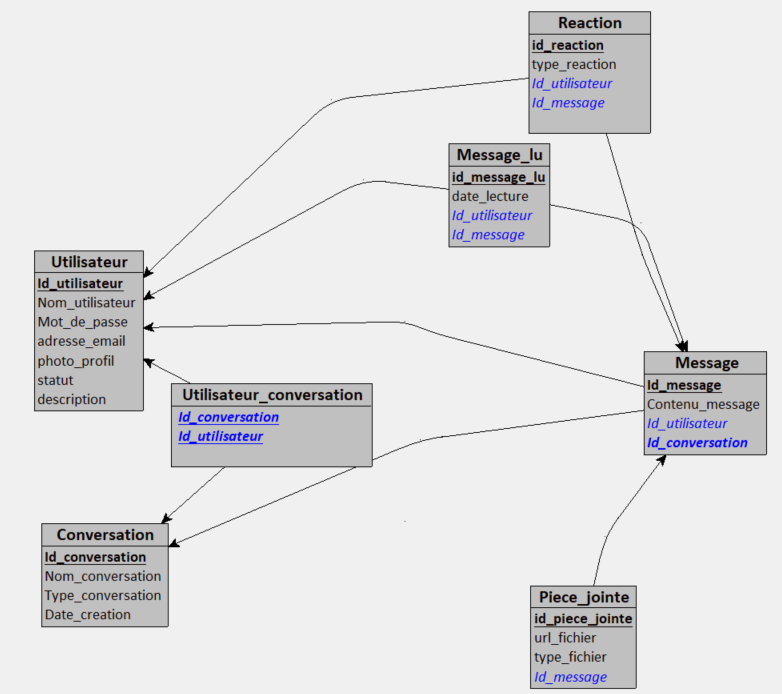 Reaction
id_reaction
type_reaction
Id_utilisateur
Id_message
Message_lu
id_message_lu
date_lecture
Id_utilisateur
Id_message
Utilisateur
Id_utilisateur
Nom_utilisateur
Mot_de_passe
adresse_email
photo_profil
statut
description
Utilisateur_conversation
Id_conversation
Id_utilisateur
Message
Id_message
Contenu_message
Id_utilisateur
Id_conversation
Conversation
Id_conversation
Nom_conversation
Type_conversation
Date_creation
Piece_jointe
id_piece_jointe
url_fichier
type_fichier
Id_message